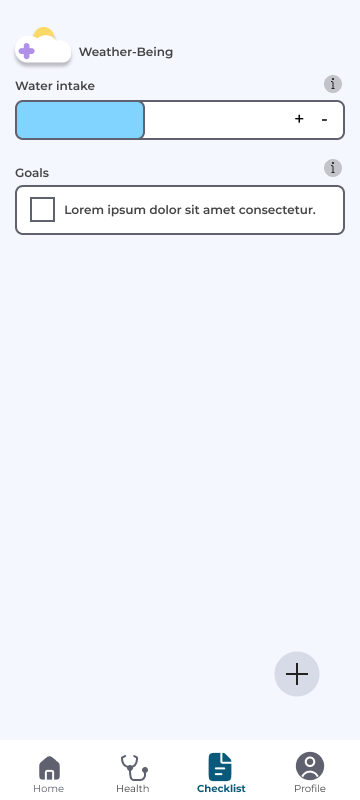 Weather-Being
Water intake
i
+ -
Goals
i
Lorem ipsum dolor sit amet consectetur.
Home
Health
Checklist
Profile